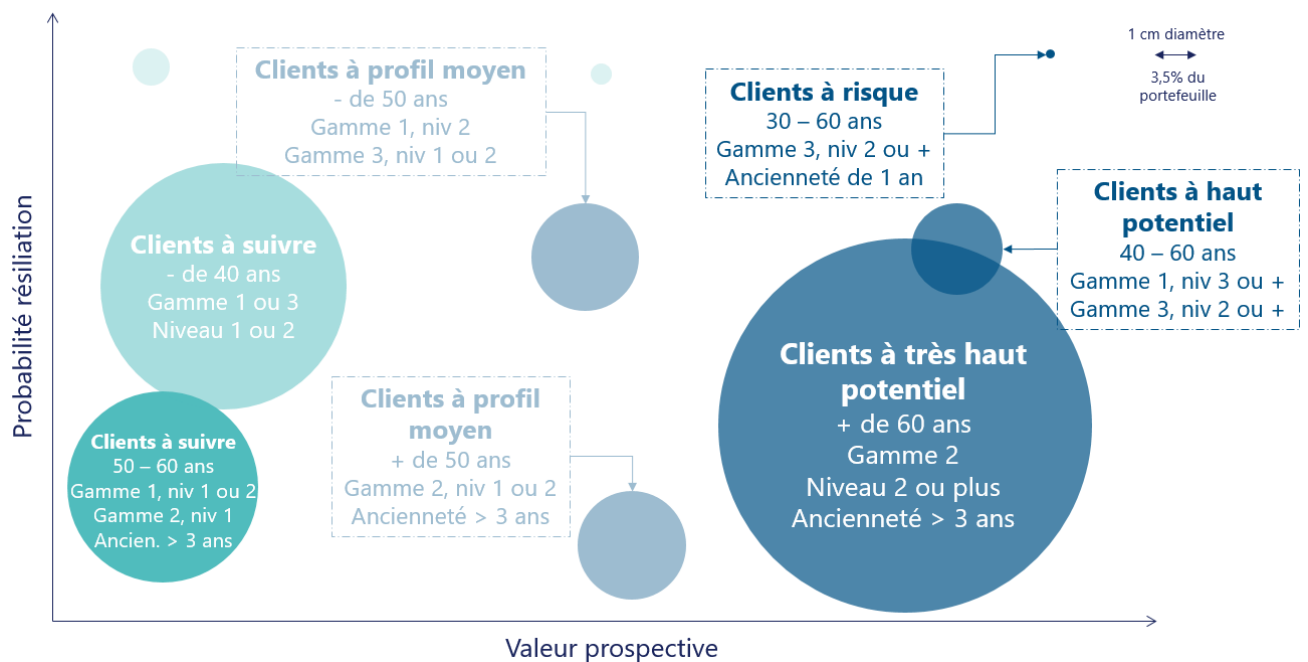 Probabilité résiliation
Clients à profil moyen
- de 50 ans
Gamme 1, niv 2
Gamme 3, niv 1 ou 2
Clients à risque
30 – 60 ans
Gamme 3, niv 2 ou +
Ancienneté de 1 an
1 cm diamètre
3,5% du
portefeuille
Clients à suivre
- de 40 ans
Gamme 1 ou 3
Niveau 1 ou 2
Clients à haut
potentiel
40 – 60 ans
Gamme 1, niv 3 ou +
Gamme 3, niv 2 ou +
Clients à suivre
50 – 60 ans
Gamme 1, niv 1 ou 2
Gamme 2, niv 1
Ancien. > 3 ans
Clients à profil
moyen
+ de 50 ans
Gamme 2, niv 1 ou 2
Ancienneté > 3 ans
Clients à très haut
potentiel
+ de 60 ans
Gamme 2
Niveau 2 ou plus
Ancienneté > 3 ans
Valeur prospective